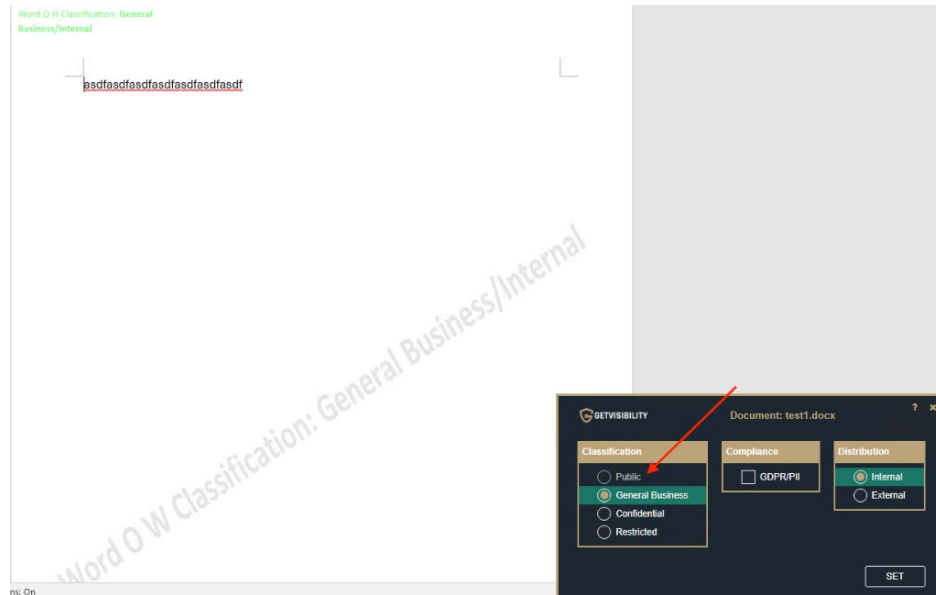 Word O H Classification: General
Business/Internal
asdfasdfasdfasdfasdfasdfasdf
Word O W Classification: General Business/Internal
GETVISIBILITY
Document: test1.docx
? ×
Classification
Public
General Business
Confidential
Restricted
Compliance
GDPR/PII
Distribution
Internal
External
SET
ns: On